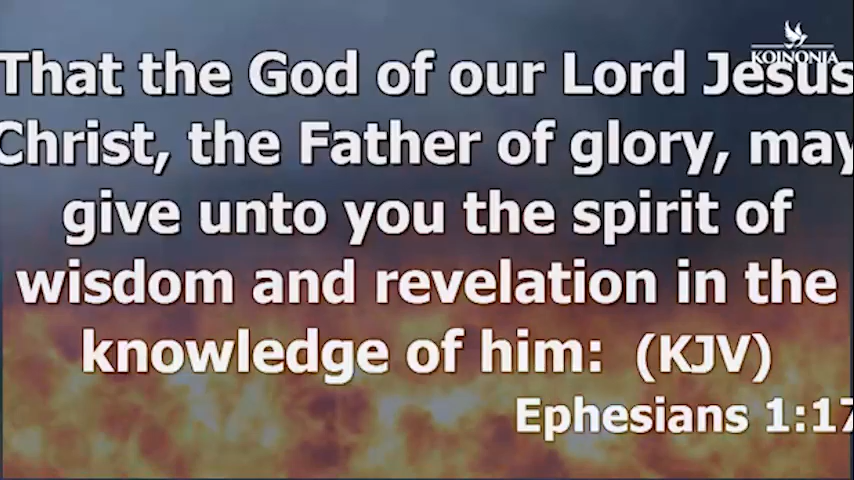 KOINONIA
That the God of our Lord Jesus
Christ, the Father of glory, may
give unto you the spirit of
wisdom and revelation in the
knowledge of him: (KJV)
Ephesians 1:17